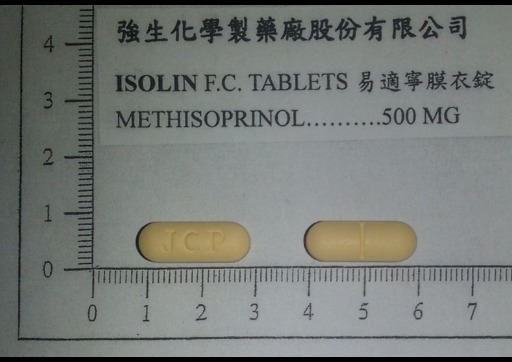 強生化學製藥廠股份有限公司
ISOLIN F.C. TABLETS 易適寧膜衣錠
METHISOPRINOL..........500 MG
4
3
2
1
0
JCP
0 1 2 3 4 5 6 7